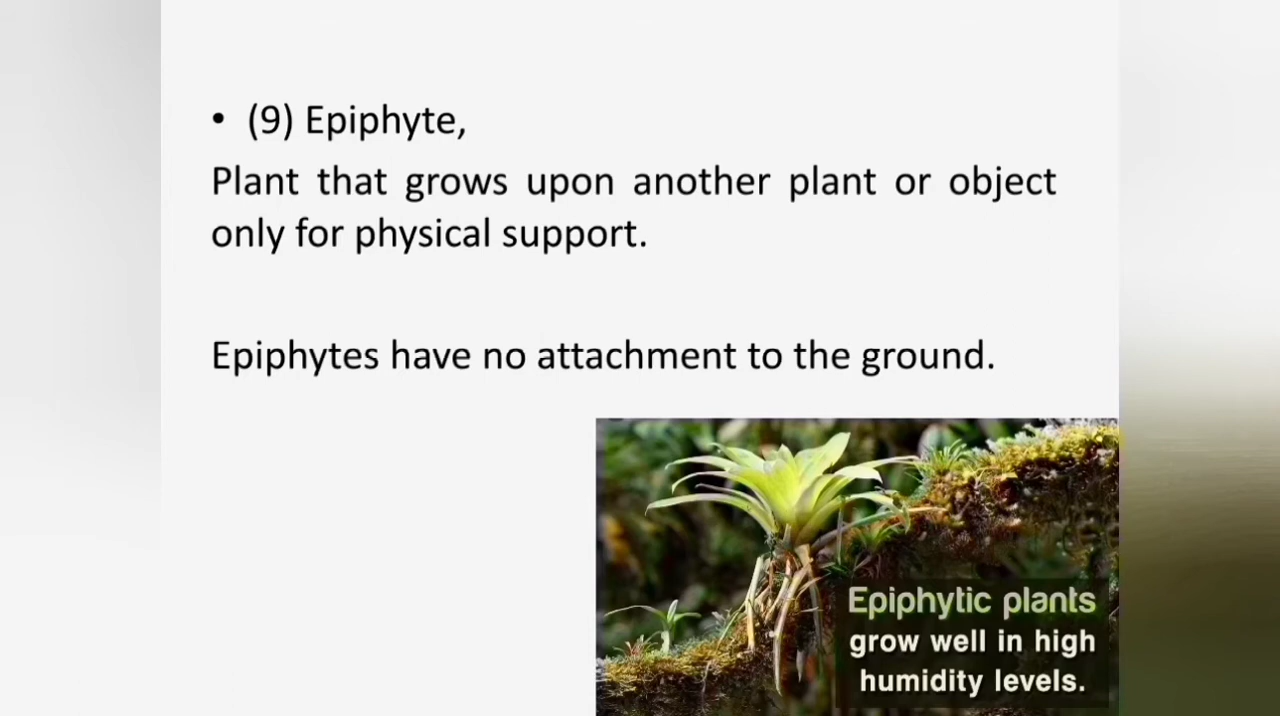 • (9) Epiphyte,
Plant that grows upon another plant or object
only for physical support.
Epiphytes have no attachment to the ground.
Epiphytic plants
grow well in high
humidity levels.